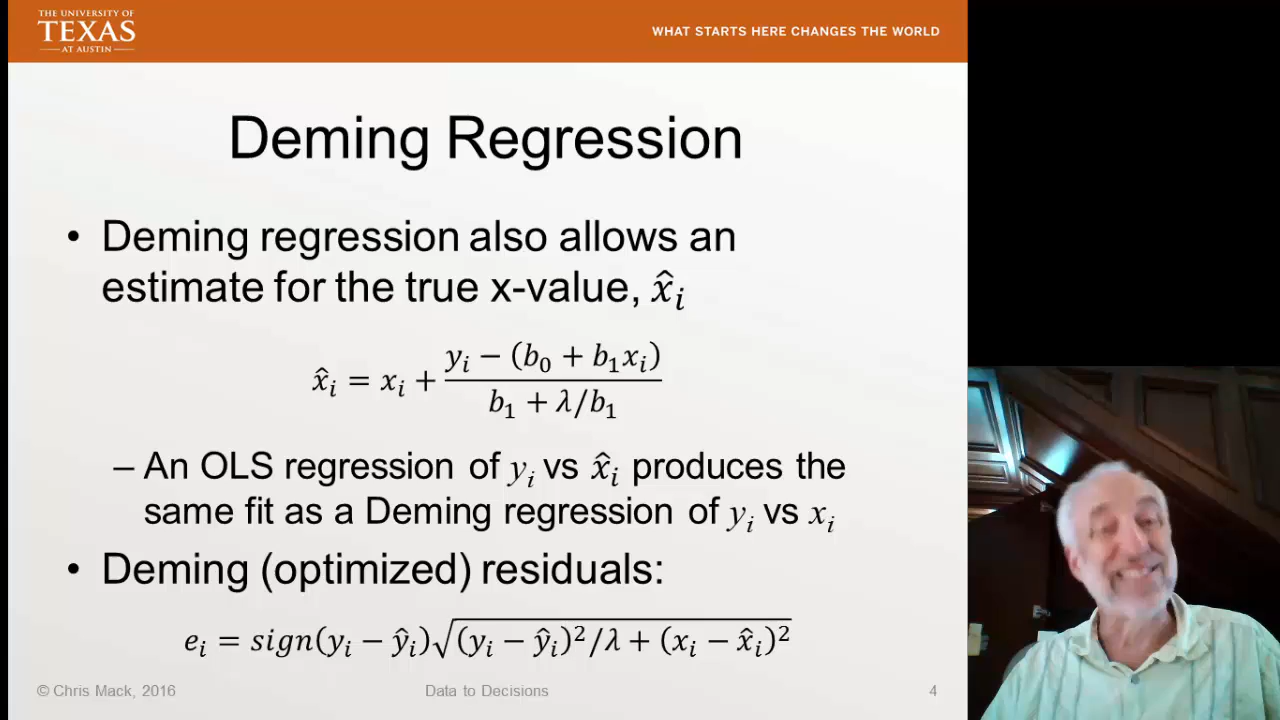 THE UNIVERSITY OF
TEXAS
AT AUSTIN
WHAT STARTS HERE CHANGES THE WORLD
Deming Regression
• Deming regression also allows an
estimate for the true x-value, x̂ᵢ
x̂ᵢ = xᵢ + (yᵢ − (b₀ + b₁xᵢ)) / (b₁ + λ/b₁)
– An OLS regression of yᵢ vs x̂ᵢ produces the
same fit as a Deming regression of yᵢ vs xᵢ
• Deming (optimized) residuals:
eᵢ = sign(yᵢ − ŷᵢ)√((yᵢ − ŷᵢ)²/λ + (xᵢ − x̂ᵢ)²)
© Chris Mack, 2016
Data to Decisions
4